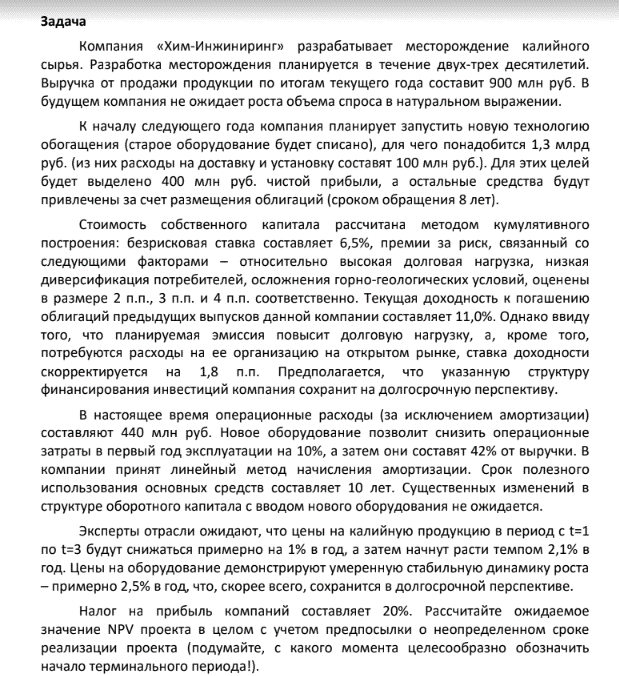 Задача
Компания «Хим-Инжиниринг» разрабатывает месторождение калийного
сырья. Разработка месторождения планируется в течение двух-трех десятилетий.
Выручка от продажи продукции по итогам текущего года составит 900 млн руб. В
будущем компания не ожидает роста объема спроса в натуральном выражении.
К началу следующего года компания планирует запустить новую технологию
обогащения (старое оборудование будет списано), для чего понадобится 1,3 млрд
руб. (из них расходы на доставку и установку составят 100 млн руб.). Для этих целей
будет выделено 400 млн руб. чистой прибыли, а остальные средства будут
привлечены за счет размещения облигаций (сроком обращения 8 лет).
Стоимость собственного капитала рассчитана методом кумулятивного
построения: безрисковая ставка составляет 6,5%, премии за риск, связанный со
следующими факторами – относительно высокая долговая нагрузка, низкая
диверсификация потребителей, осложнения горно-геологических условий, оценены
в размере 2 п.п., 3 п.п. и 4 п.п. соответственно. Текущая доходность к погашению
облигаций предыдущих выпусков данной компании составляет 11,0%. Однако ввиду
того, что планируемая эмиссия повысит долговую нагрузку, а, кроме того,
потребуются расходы на ее организацию на открытом рынке, ставка доходности
скорректируется на 1,8 п.п. Предполагается, что указанную структуру
финансирования инвестиций компания сохранит на долгосрочную перспективу.
В настоящее время операционные расходы (за исключением амортизации)
составляют 440 млн руб. Новое оборудование позволит снизить операционные
затраты в первый год эксплуатации на 10%, а затем они составят 42% от выручки. В
компании принят линейный метод начисления амортизации. Срок полезного
использования основных средств составляет 10 лет. Существенных изменений в
структуре оборотного капитала с вводом нового оборудования не ожидается.
Эксперты отрасли ожидают, что цены на калийную продукцию в период с t=1
по t=3 будут снижаться примерно на 1% в год, а затем начнут расти темпом 2,1% в
год. Цены на оборудование демонстрируют умеренную стабильную динамику роста
– примерно 2,5% в год, что, скорее всего, сохранится в долгосрочной перспективе.
Налог на прибыль компаний составляет 20%. Рассчитайте ожидаемое
значение NPV проекта в целом с учетом предпосылки о неопределенном сроке
реализации проекта (подумайте, с какого момента целесообразно обозначить
начало терминального периода!).